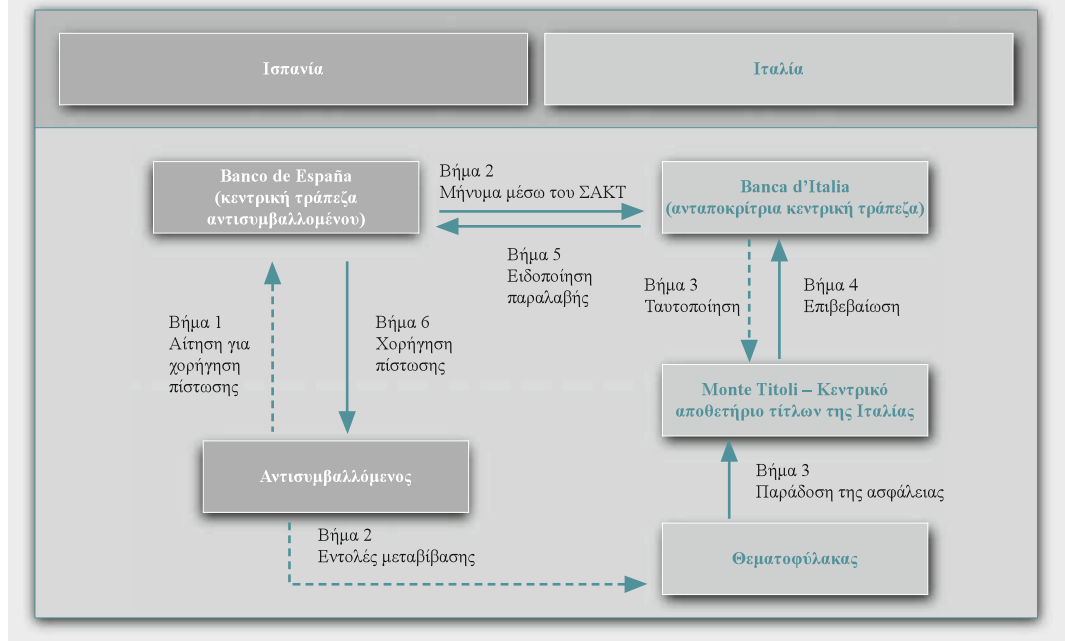 Ισπανία
Ιταλία
Banco de España
(κεντρική τράπεζα
αντισυμβαλλομένου)
Βήμα 2
Μήνυμα μέσω του ΣΑΚΤ
Banca d’Italia
(ανταποκρίτρια κεντρική τράπεζα)
Βήμα 5
Ειδοποίηση
παραλαβής
Βήμα 3
Ταυτοποίηση
Βήμα 4
Επιβεβαίωση
Βήμα 1
Αίτηση για
χορήγηση
πίστωσης
Βήμα 6
Χορήγηση
πίστωσης
Monte Titoli – Κεντρικό
αποθετήριο τίτλων της Ιταλίας
Αντισυμβαλλόμενος
Βήμα 3
Παράδοση της ασφάλειας
Βήμα 2
Εντολές μεταβίβασης
Θεματοφύλακας